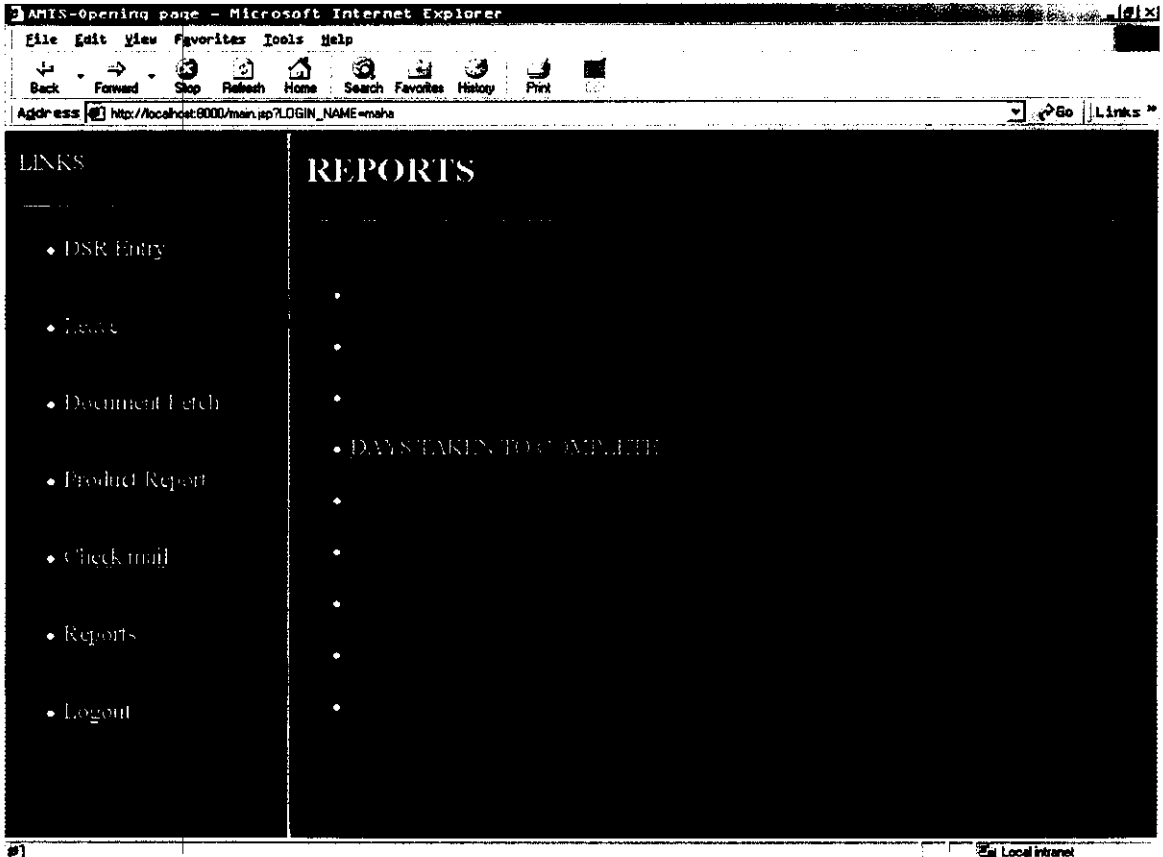 AMIS-Opening page - Microsoft Internet Explorer
File Edit View Favorites Tools Help
Back Forward Stop Refresh Home Search Favorites History Print
Address http://localhost:8000/main.jsp?LOGIN_NAME=maha Go Links »
LINKS
REPORTS
• DSR Entry
• Leave
• Document Fetch
• DAYS TAKEN TO COMPLETE
• Product Report
• Check mail
• Reports
• Logout
#1 Local intranet